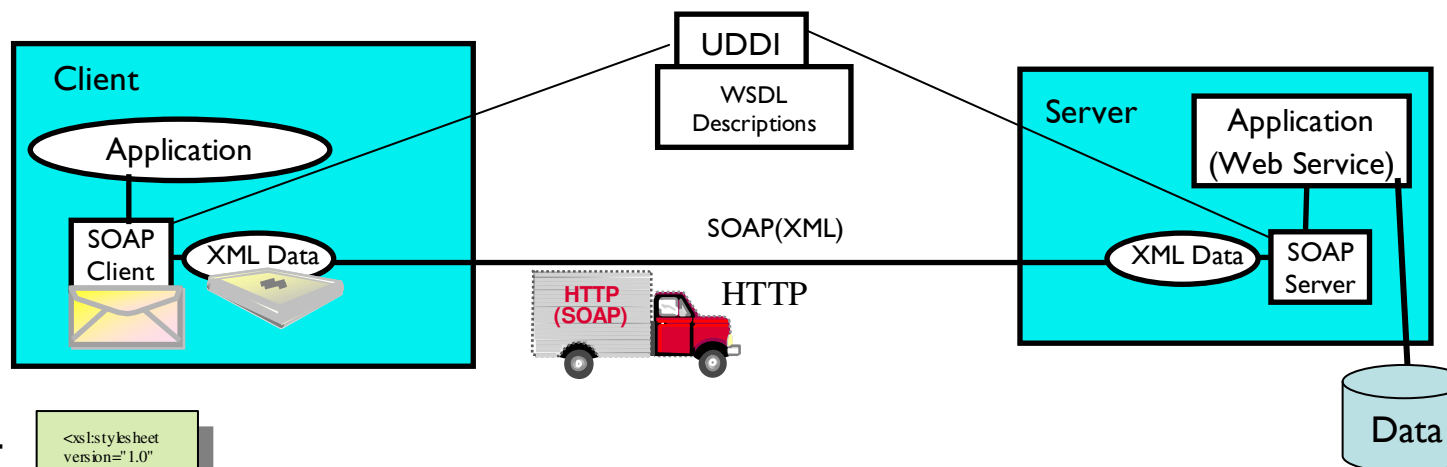 UDDI
WSDL
Descriptions
Client
Application
SOAP
Client
XML Data
SOAP(XML)
HTTP
(SOAP)
HTTP
Server
Application
(Web Service)
XML Data
SOAP
Server
Data
<xsl:stylesheet
version="1.0"